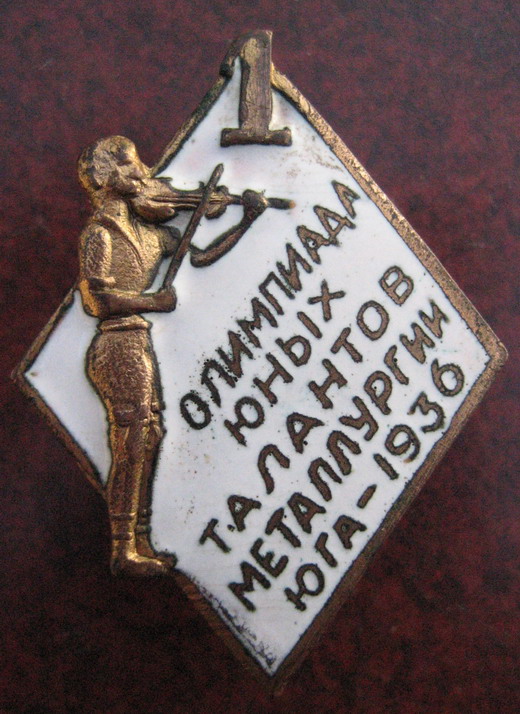 1
ОЛИМПИАДА
ЮНЫХ
ТАЛАНТОВ
МЕТАЛЛУРГИИ
ЮГА-1936